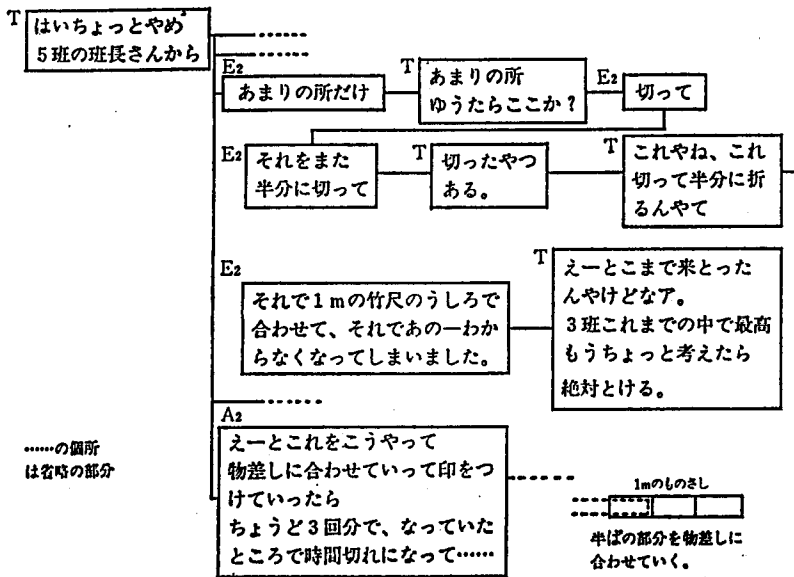 T
はいちょっとやめ
5班の班長さんから
E2
あまりの所だけ
T
あまりの所
ゆうたらここか？
E2
切って
E2
それをまた
半分に切って
T
切ったやつ
ある。
T
これやね、これ
切って半分に折
るんやて
E2
それで1mの竹尺のうしろで
合わせて、それであのーわか
らなくなってしまいました。
T
えーとこまで来とった
んやけどなア。
3班これまでの中で最高
もうちょっと考えたら
絶対とける。
A2
えーとこれをこうやって
物差しに合わせていって印をつ
けていったら
ちょうど3回分で、なっていた
ところで時間切れになって……
……の個所
は省略の部分
1mのものさし
半ばの部分を物差しに
合わせていく。